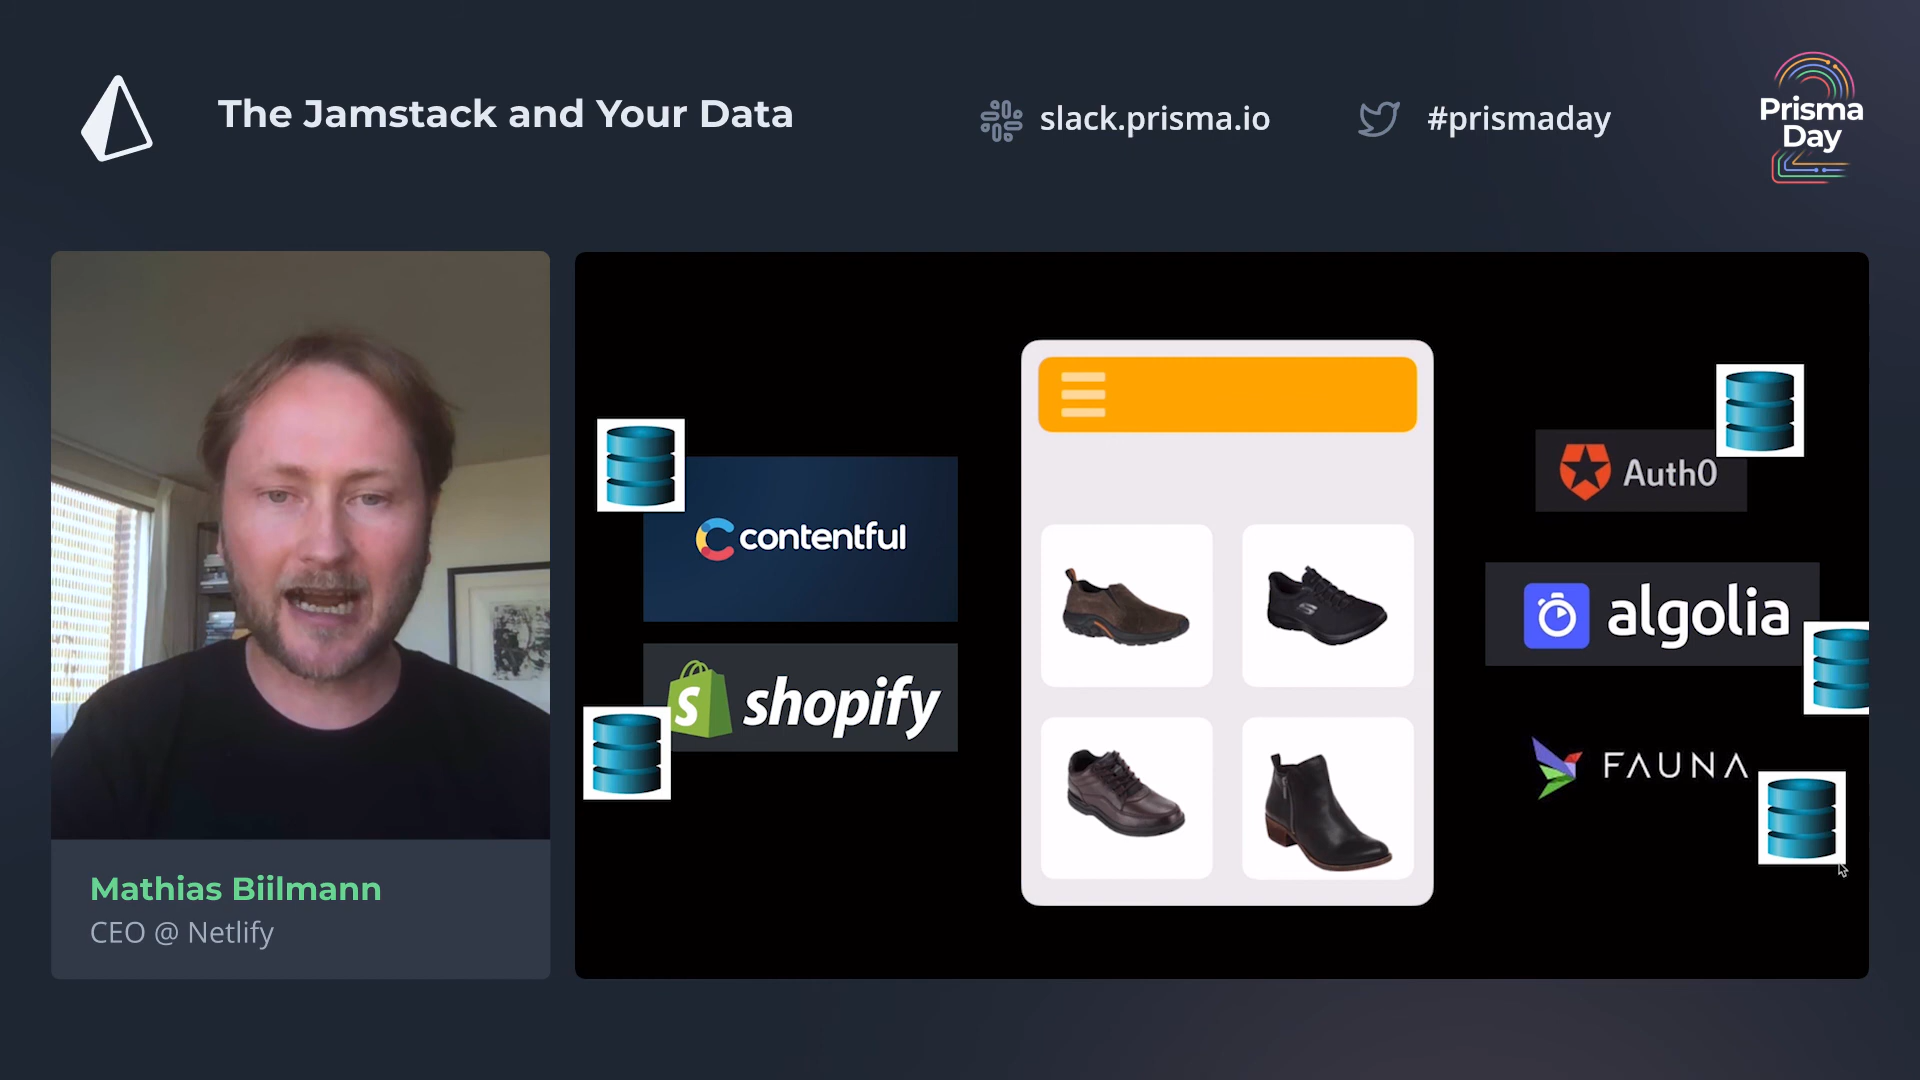 The Jamstack and Your Data
slack.prisma.io
#prismaday
Prisma
Day
contentful
shopify
Auth0
algolia
FAUNA
Mathias Biilmann
CEO @ Netlify